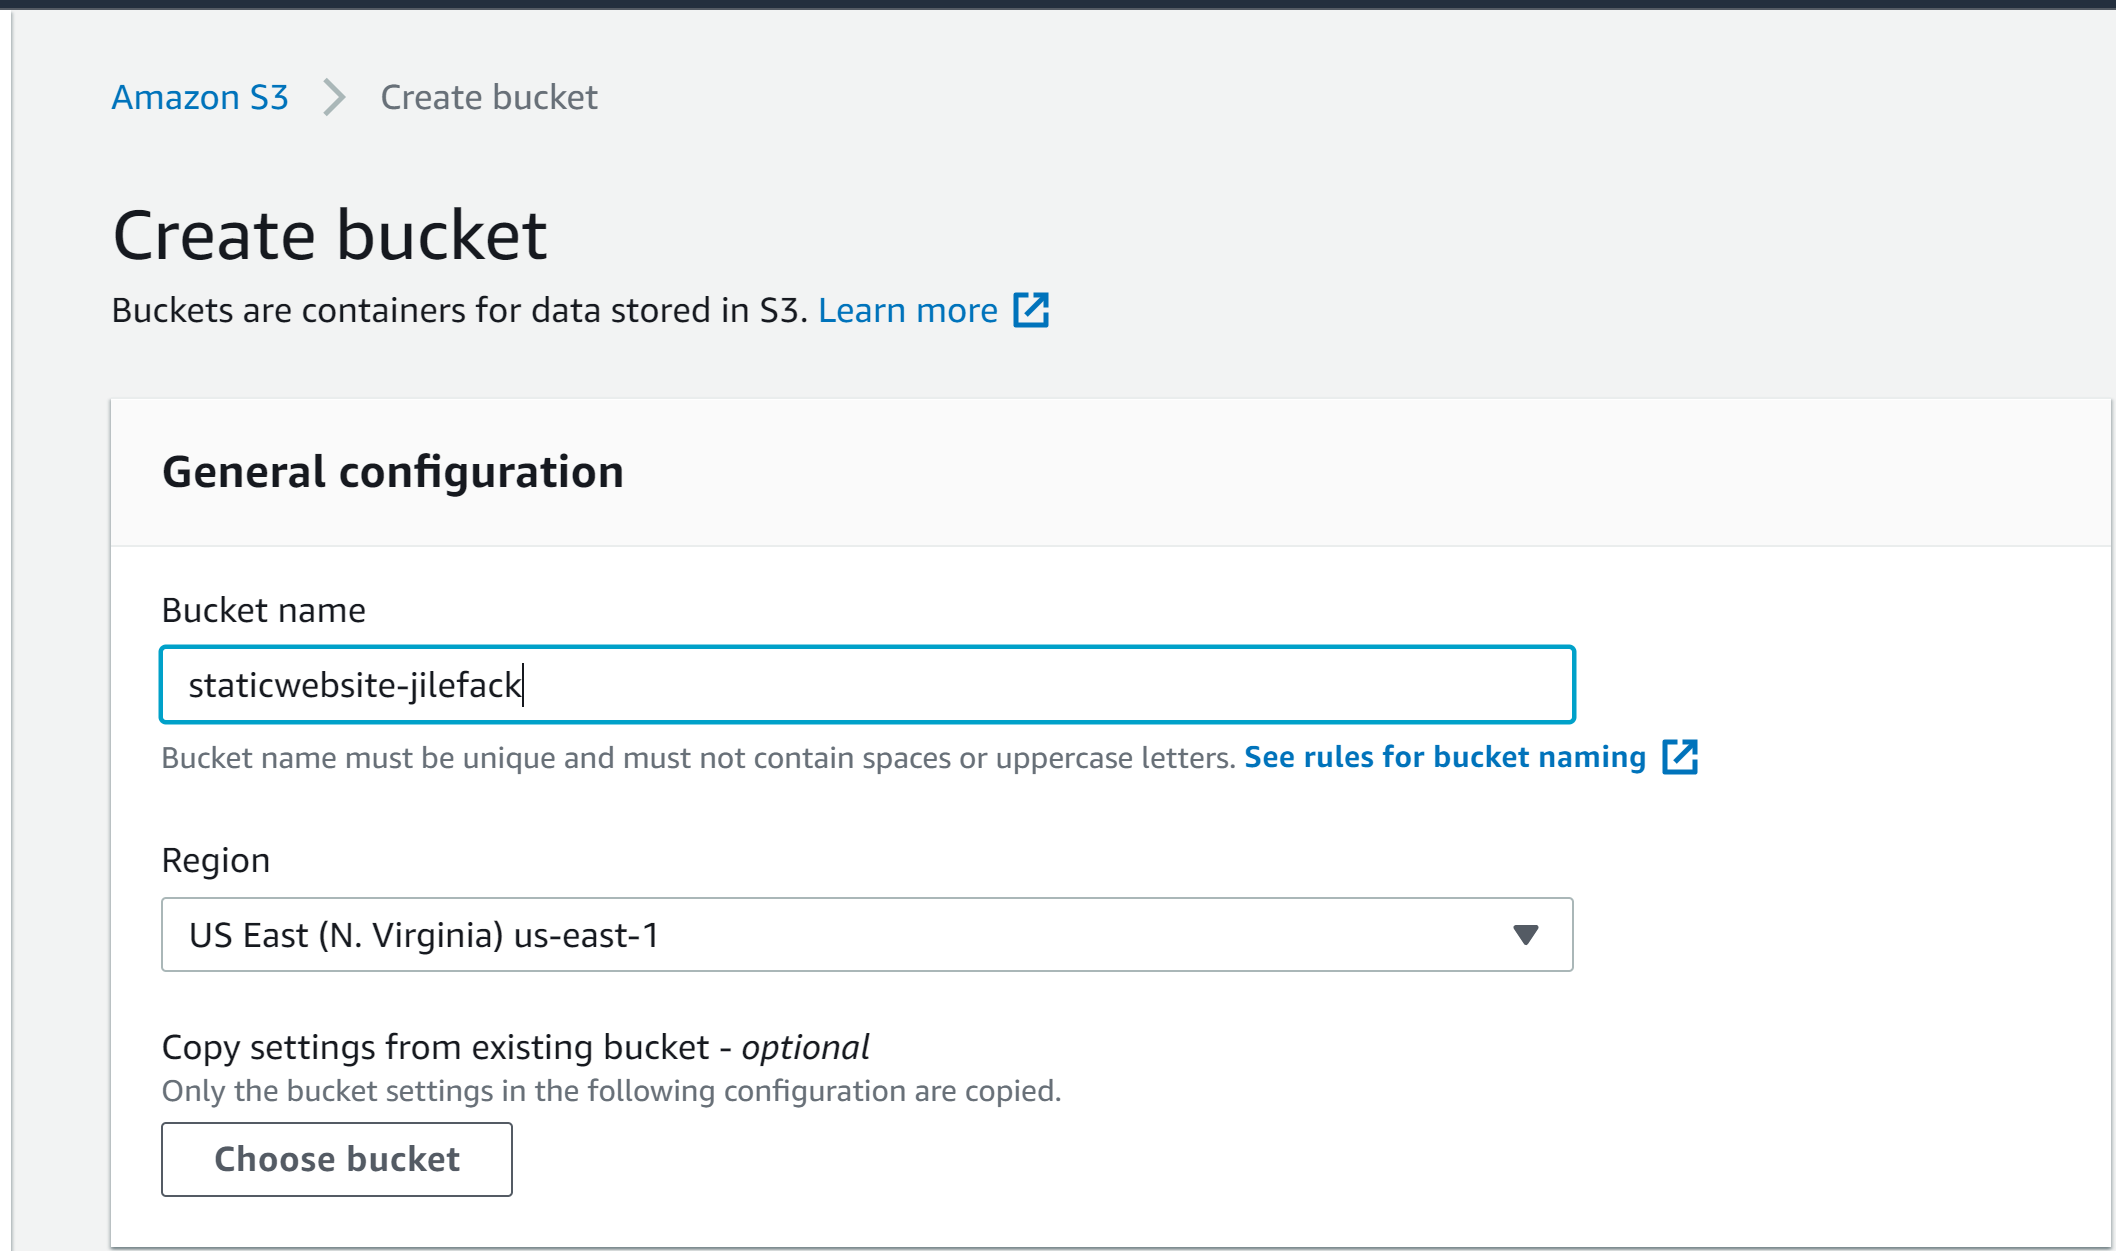 Amazon S3 > Create bucket
Create bucket
Buckets are containers for data stored in S3. Learn more
General configuration
Bucket name
staticwebsite-jilefack
Bucket name must be unique and must not contain spaces or uppercase letters. See rules for bucket naming
Region
US East (N. Virginia) us-east-1
Copy settings from existing bucket - optional
Only the bucket settings in the following configuration are copied.
Choose bucket